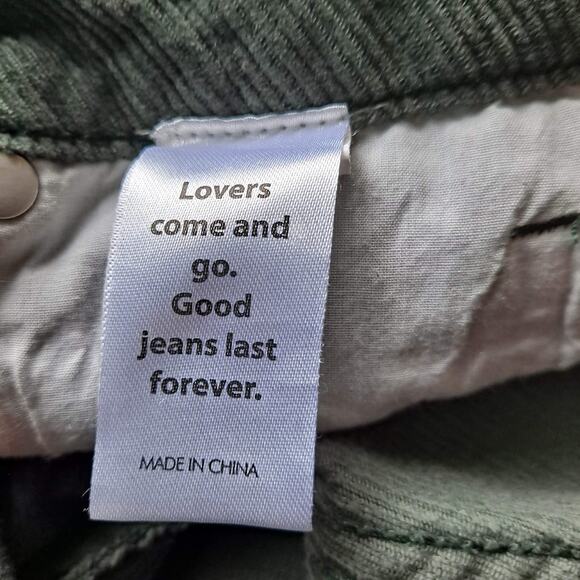 Lovers
come and
go.
Good
jeans last
forever.
MADE IN CHINA